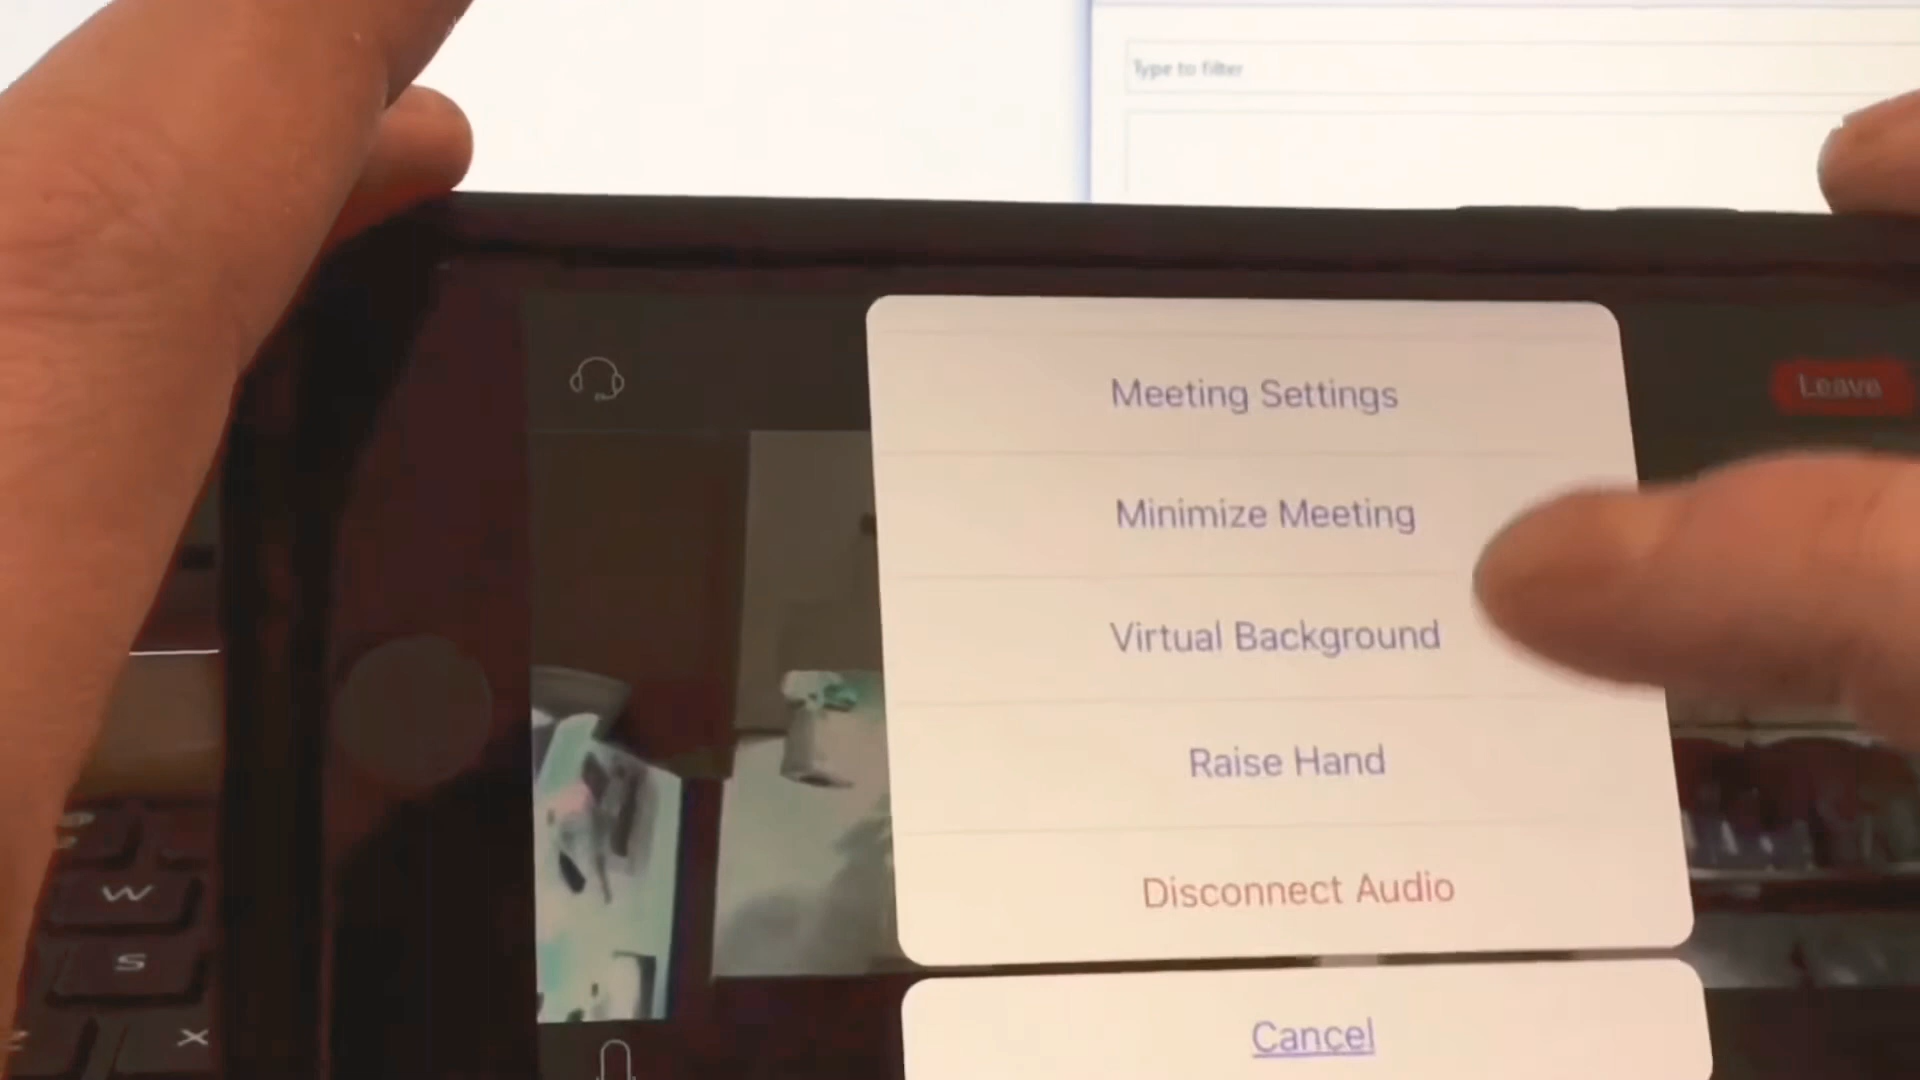 Type to filter
Leave
Meeting Settings
Minimize Meeting
Virtual Background
Raise Hand
Disconnect Audio
Cancel
W
S
X